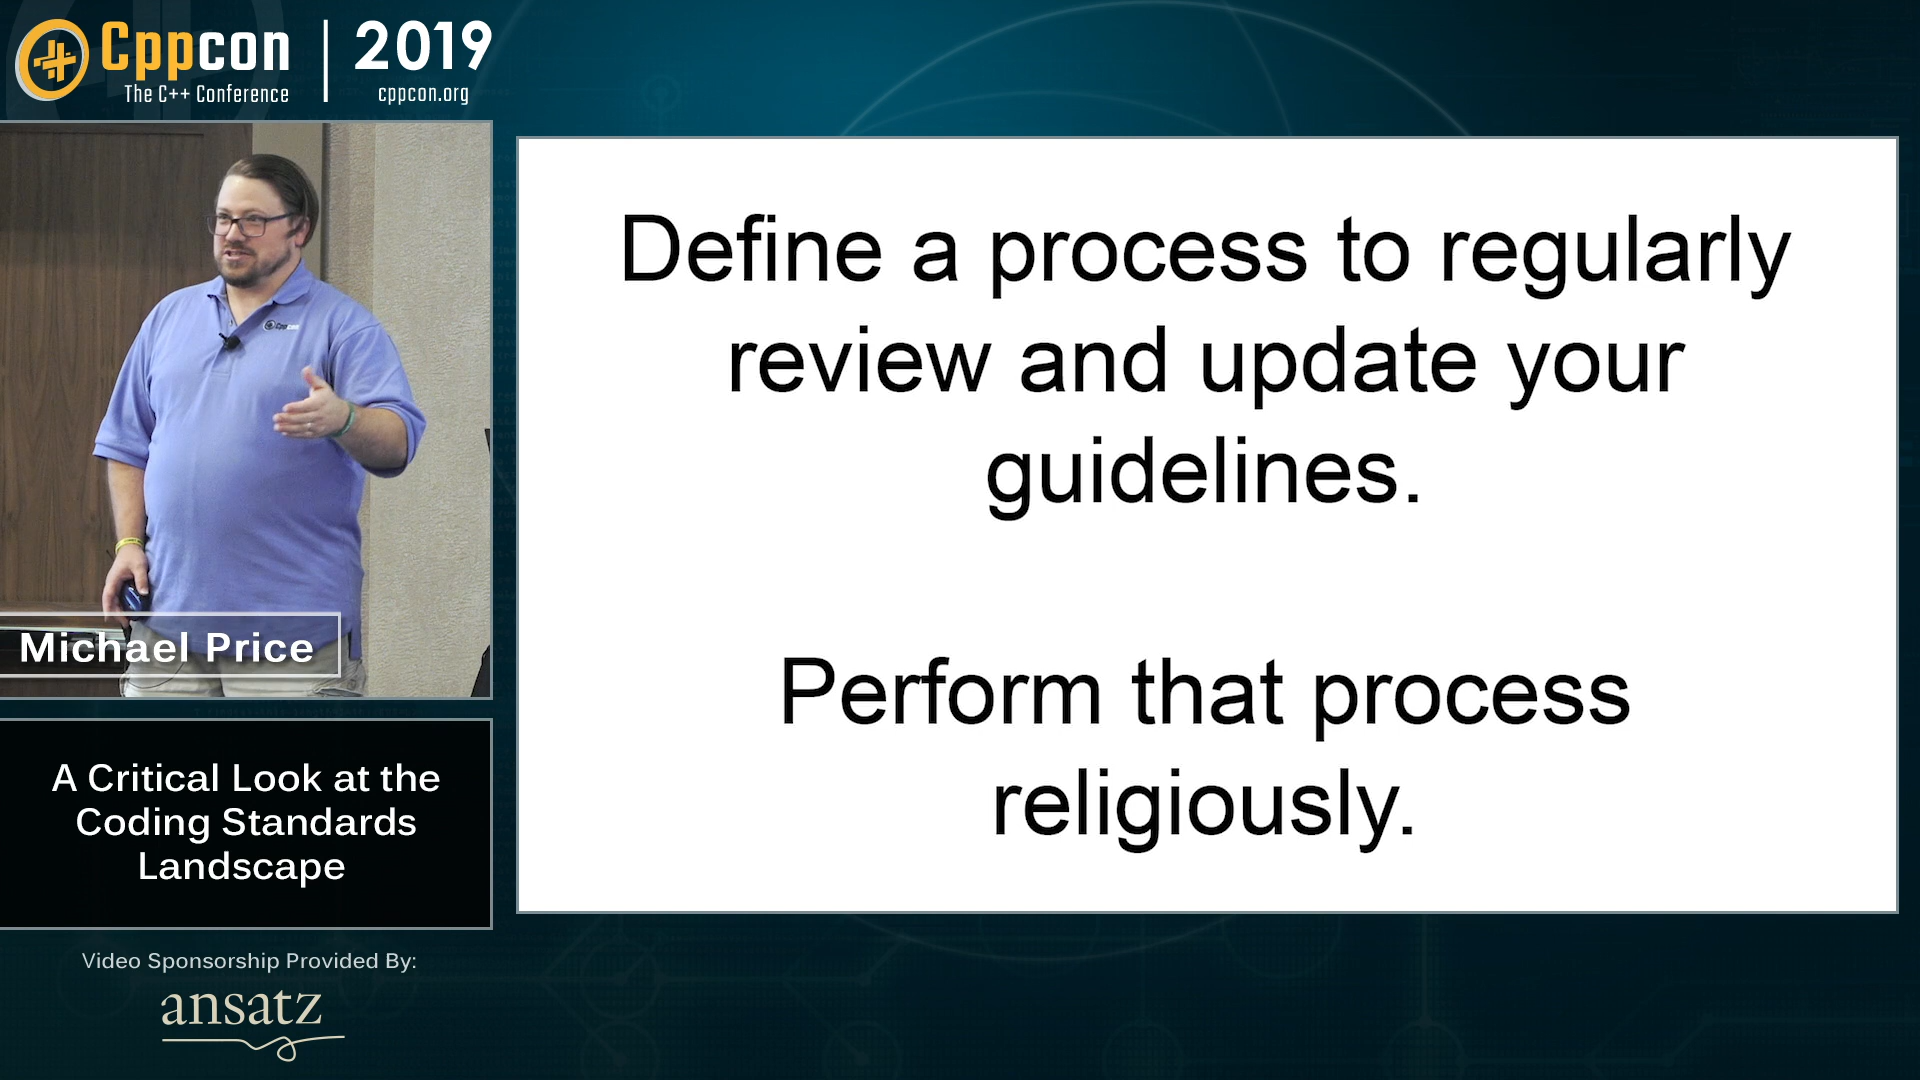 Cppcon
The C++ Conference
2019
cppcon.org
Cppcon
Michael Price
A Critical Look at the
Coding Standards
Landscape
Video Sponsorship Provided By:
ansatz
Define a process to regularly
review and update your
guidelines.
Perform that process
religiously.